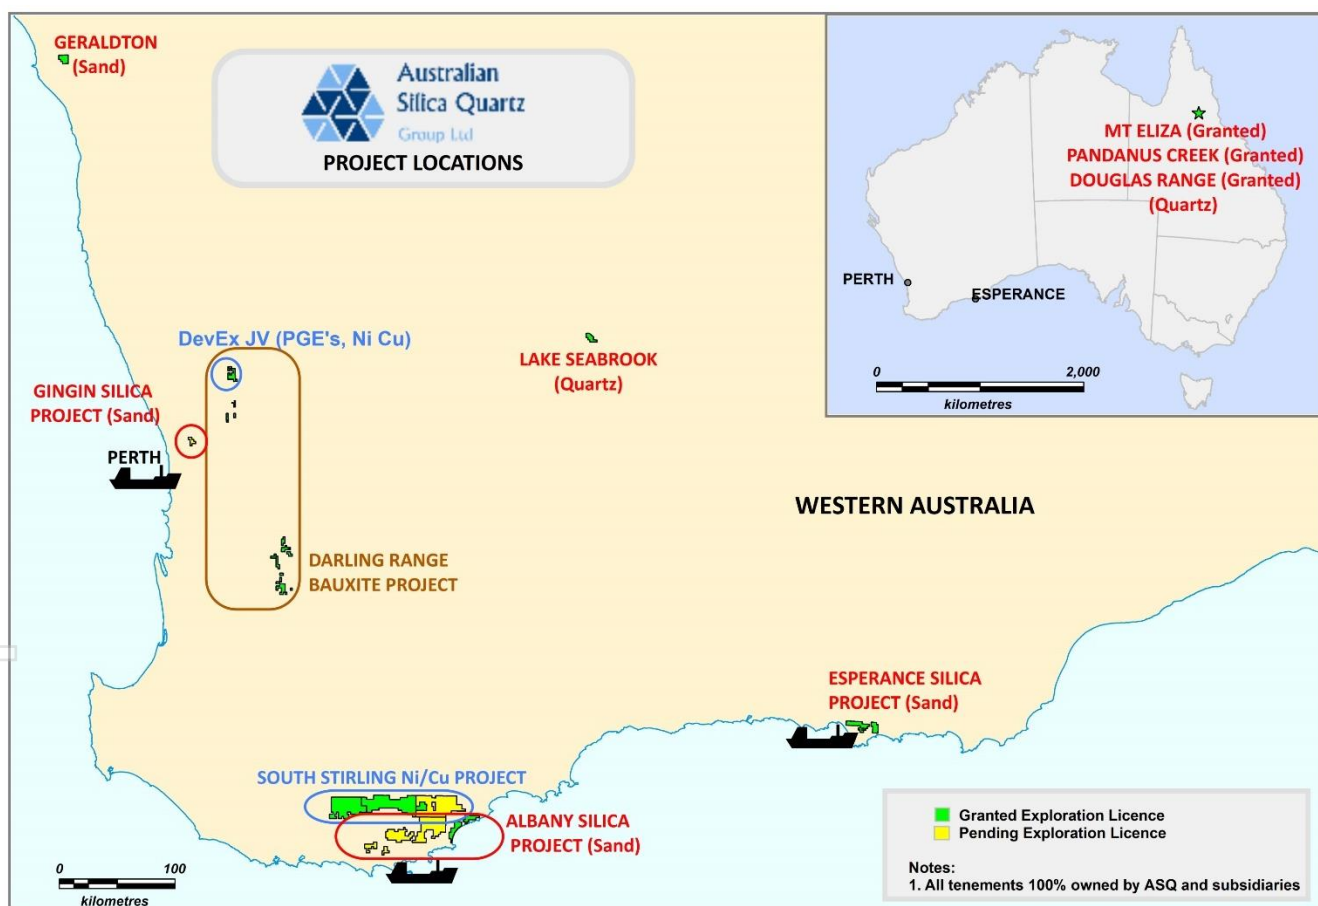 GERALDTON
(Sand)
Australian
Silica Quartz
Group Ltd
PROJECT LOCATIONS
MT ELIZA (Granted)
PANDANUS CREEK (Granted)
DOUGLAS RANGE (Granted)
(Quartz)
PERTH
ESPERANCE
0 2,000
kilometres
DevEx JV (PGE's, Ni Cu)
LAKE SEABROOK
(Quartz)
GINGIN SILICA
PROJECT (Sand)
PERTH
WESTERN AUSTRALIA
DARLING RANGE
BAUXITE PROJECT
ESPERANCE SILICA
PROJECT (Sand)
SOUTH STIRLING Ni/Cu PROJECT
ALBANY SILICA
PROJECT (Sand)
0 100
kilometres
Granted Exploration Licence
Pending Exploration Licence
Notes:
1. All tenements 100% owned by ASQ and subsidiaries